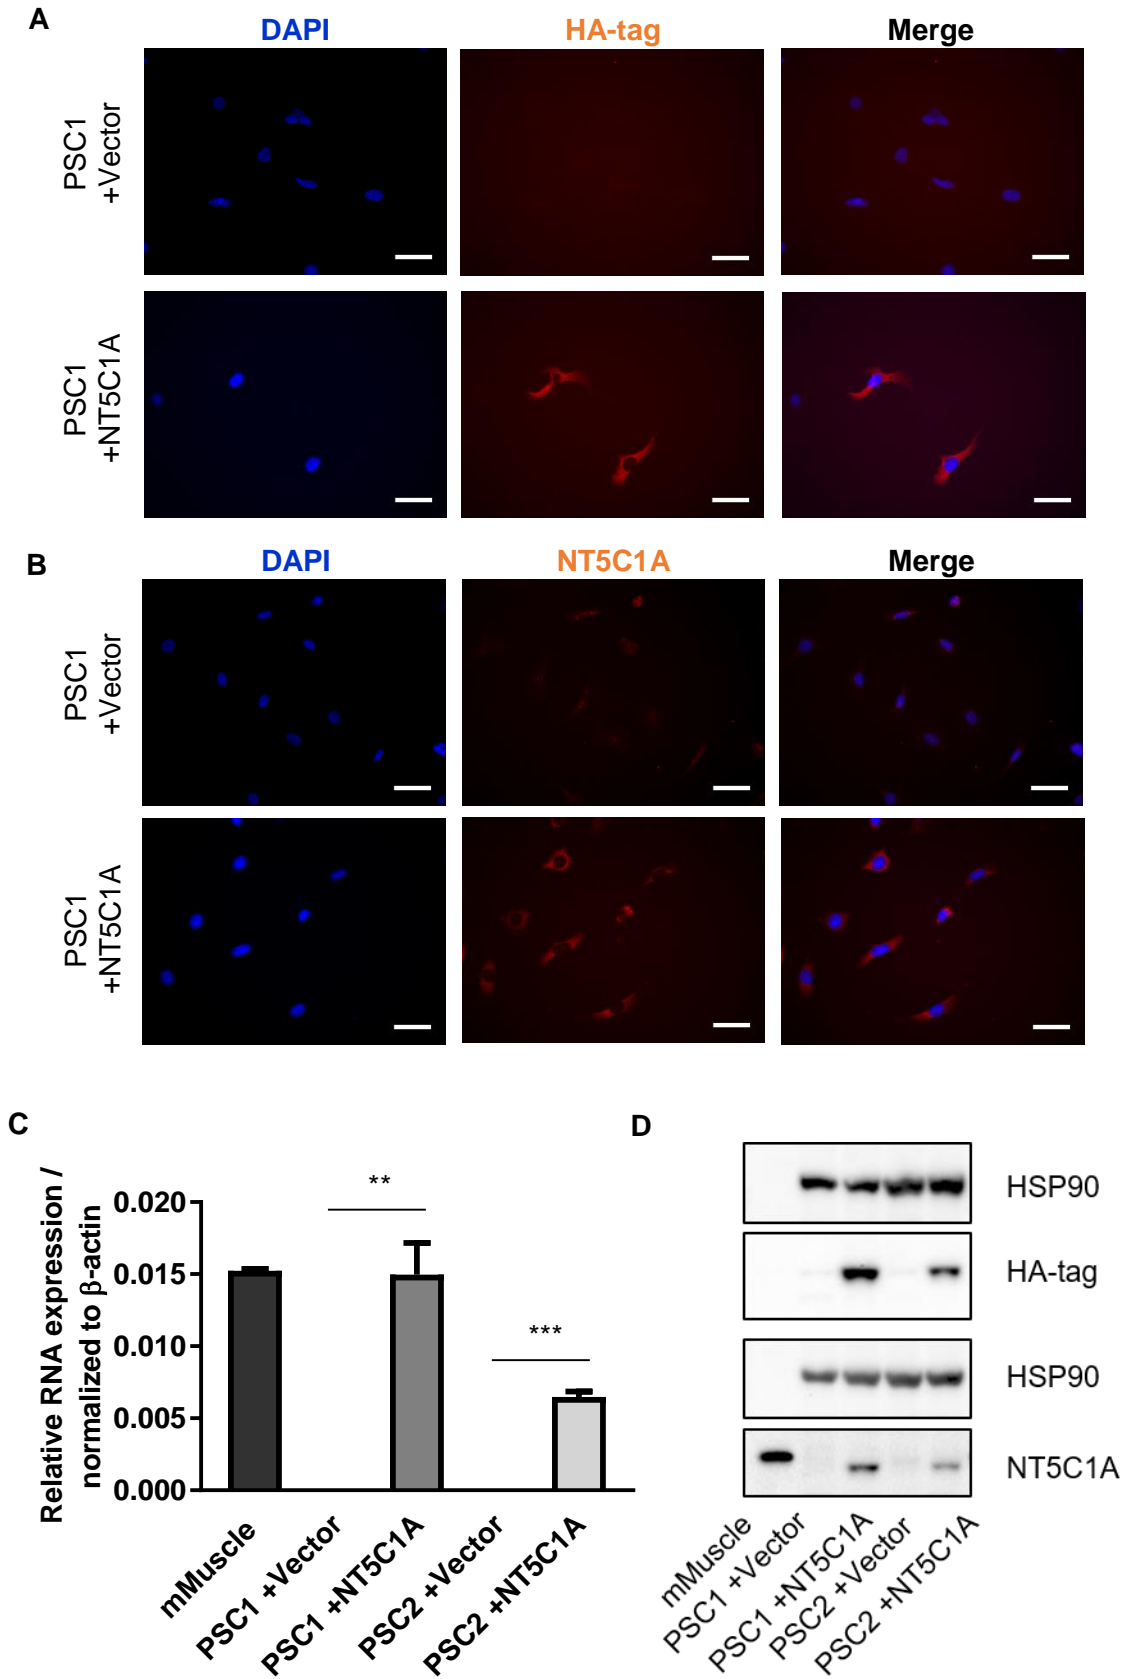 A
DAPI HA-tag Merge
PSC1
+Vector
PSC1
+NT5C1A
B
DAPI NT5C1A Merge
PSC1
+Vector
PSC1
+NT5C1A
C
Relative RNA expression /
normalized to β-actin
0.020
0.015
0.010
0.005
0.000
**
***
mMuscle
PSC1 +Vector
PSC1 +NT5C1A
PSC2 +Vector
PSC2 +NT5C1A
D
HSP90
HA-tag
HSP90
NT5C1A
mMuscle
PSC1 +Vector
PSC1 +NT5C1A
PSC2 +Vector
PSC2 +NT5C1A